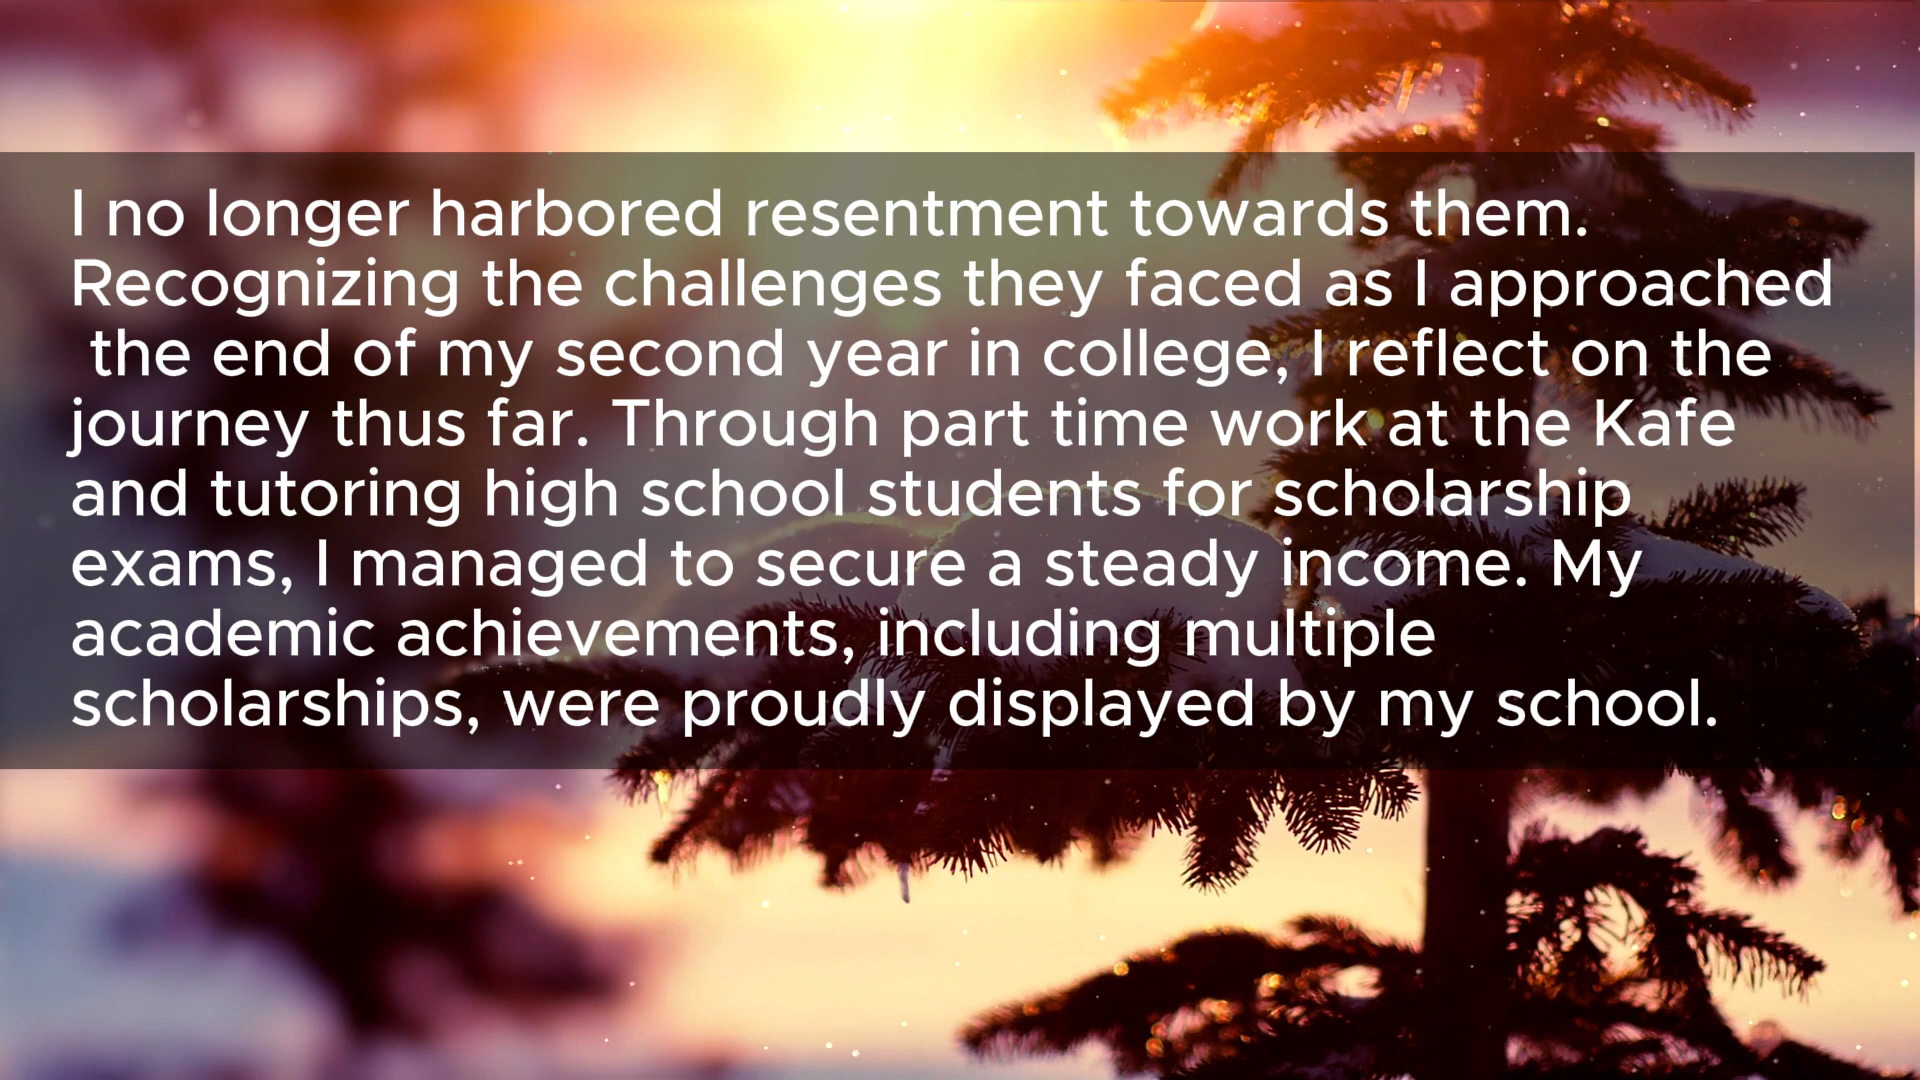 I no longer harbored resentment towards them.
Recognizing the challenges they faced as I approached
the end of my second year in college, I reflect on the
journey thus far. Through part time work at the Kafe
and tutoring high school students for scholarship
exams, I managed to secure a steady income. My
academic achievements, including multiple
scholarships, were proudly displayed by my school.